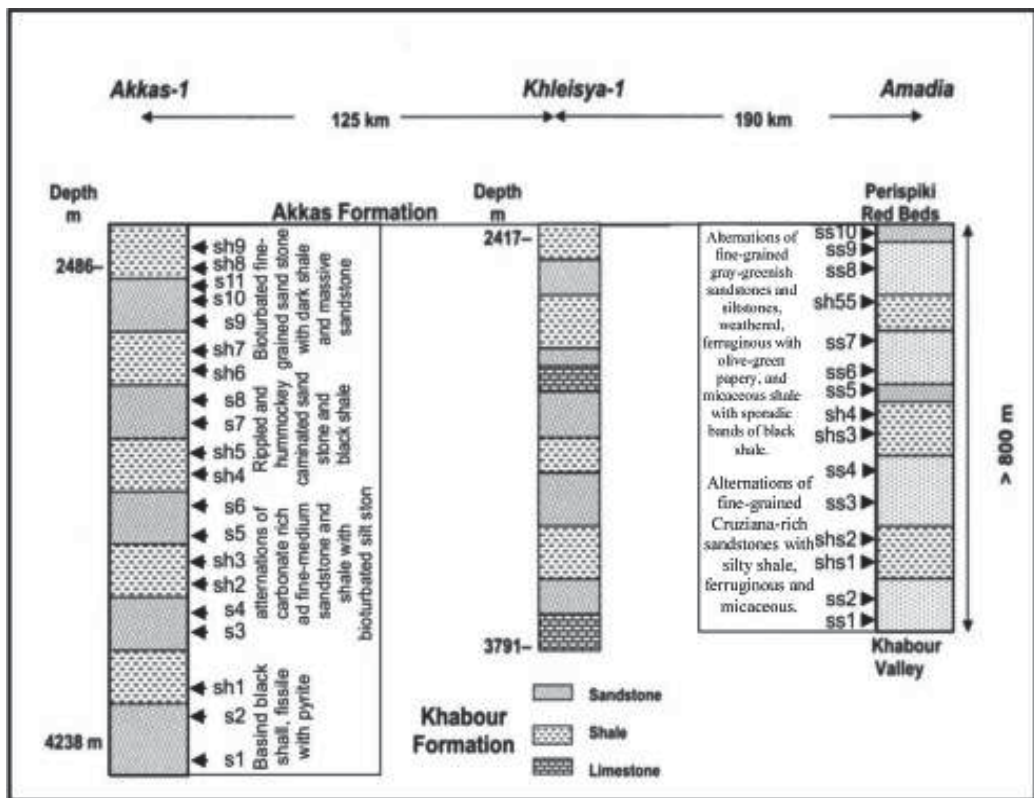 Akkas-1
Khleisya-1
Amadia
125 km
190 km
Depth
m
Akkas Formation
Depth
m
Perispiki
Red Beds
2486–
4238 m
sh9
sh8
s11
s10
s9
sh7
sh6
s8
s7
sh5
sh4
s6
s5
sh3
sh2
s4
s3
sh1
s2
s1
Bioturbated fine-
grained sand stone
with dark shale
and massive
sandstone
Rippled and
hummockey
caminated sand
stone and
black shale
alternations of
carbonate rich
ad fine-medium
sandstone and
shale with
bioturbated silt ston
Basind black
shall, fissile
with pyrite
2417–
3791–
Alternations of
fine-grained
gray-greenish
sandstones and
siltstones,
weathered,
ferruginous with
olive-green
papery, and
micaceous shale
with sporadic
bands of black
shale.
Alternations of
fine-grained
Cruziana-rich
sandstones with
silty shale,
ferruginous and
micaceous.
ss10
ss9
ss8
sh55
ss7
ss6
ss5
sh4
shs3
ss4
ss3
shs2
shs1
ss2
ss1
> 800 m
Khabour
Valley
Khabour
Formation
Sandstone
Shale
Limestone